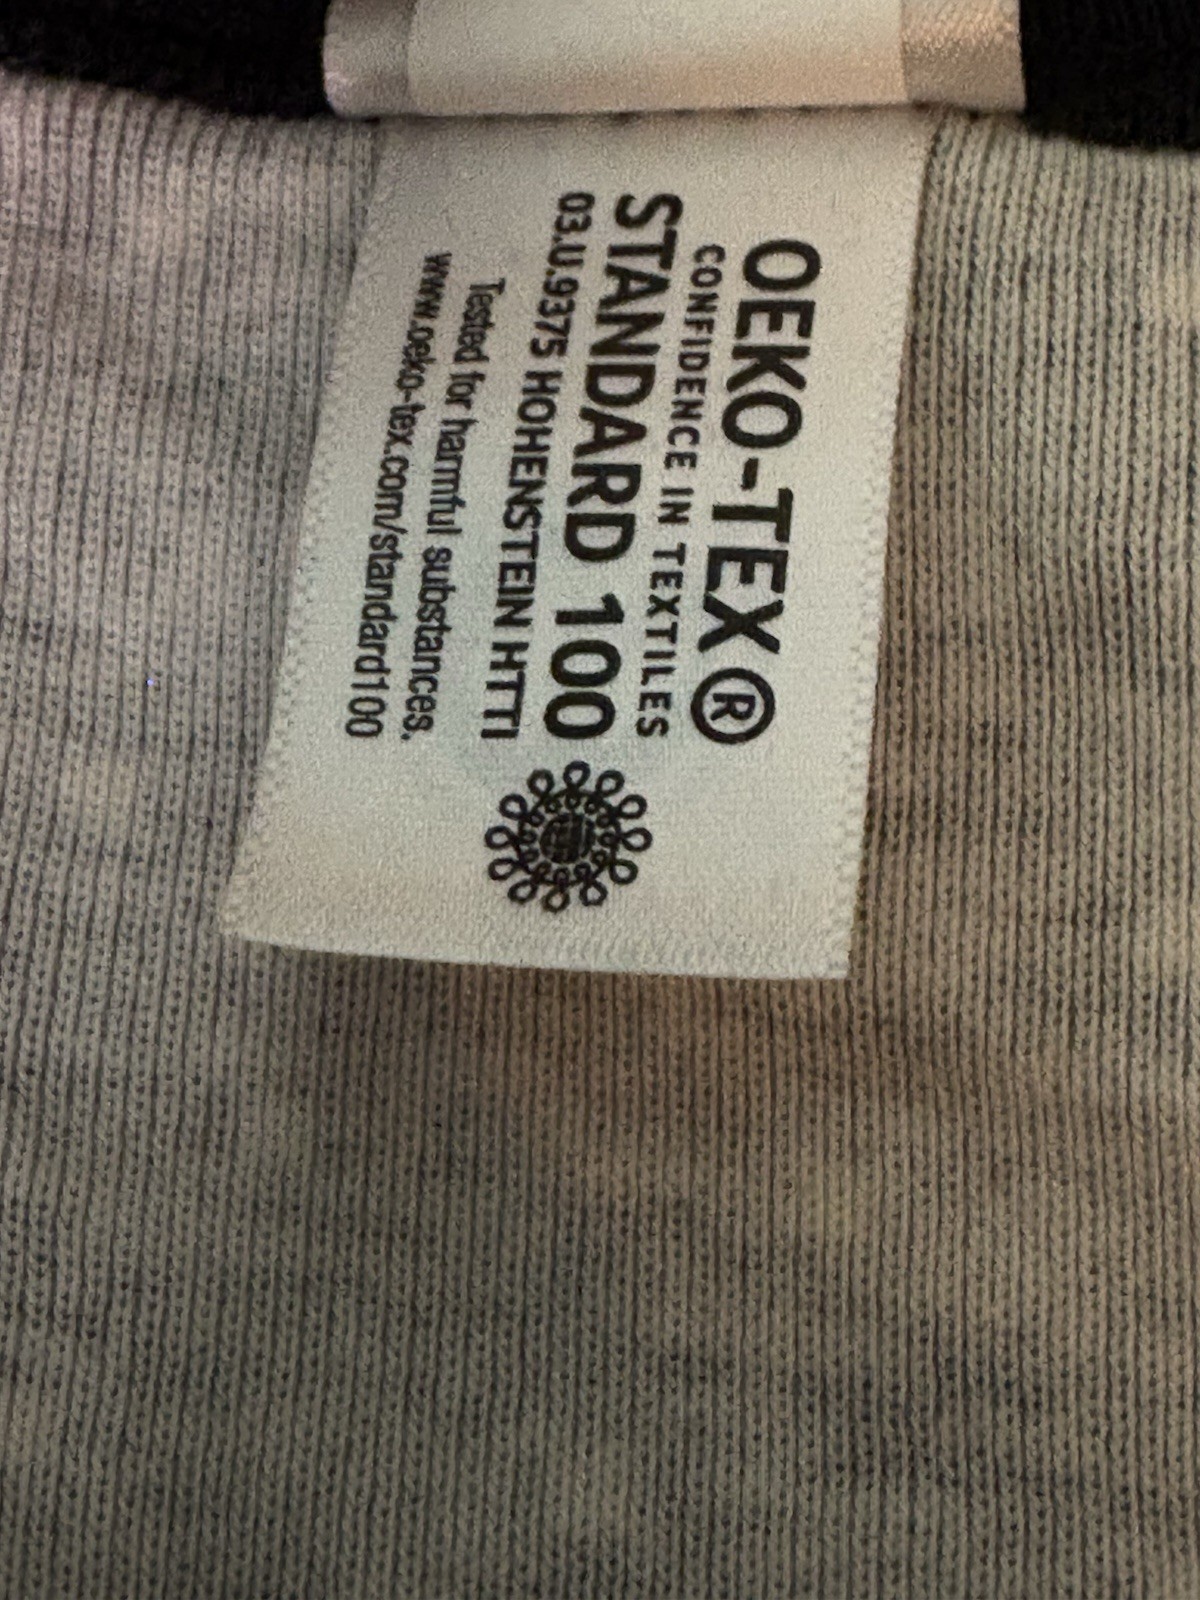 OEKO-TEX®
CONFIDENCE IN TEXTILES
STANDARD 100
03.U.9375 HOHENSTEIN HTTI
Tested for harmful substances.
www.oeko-tex.com/standard100